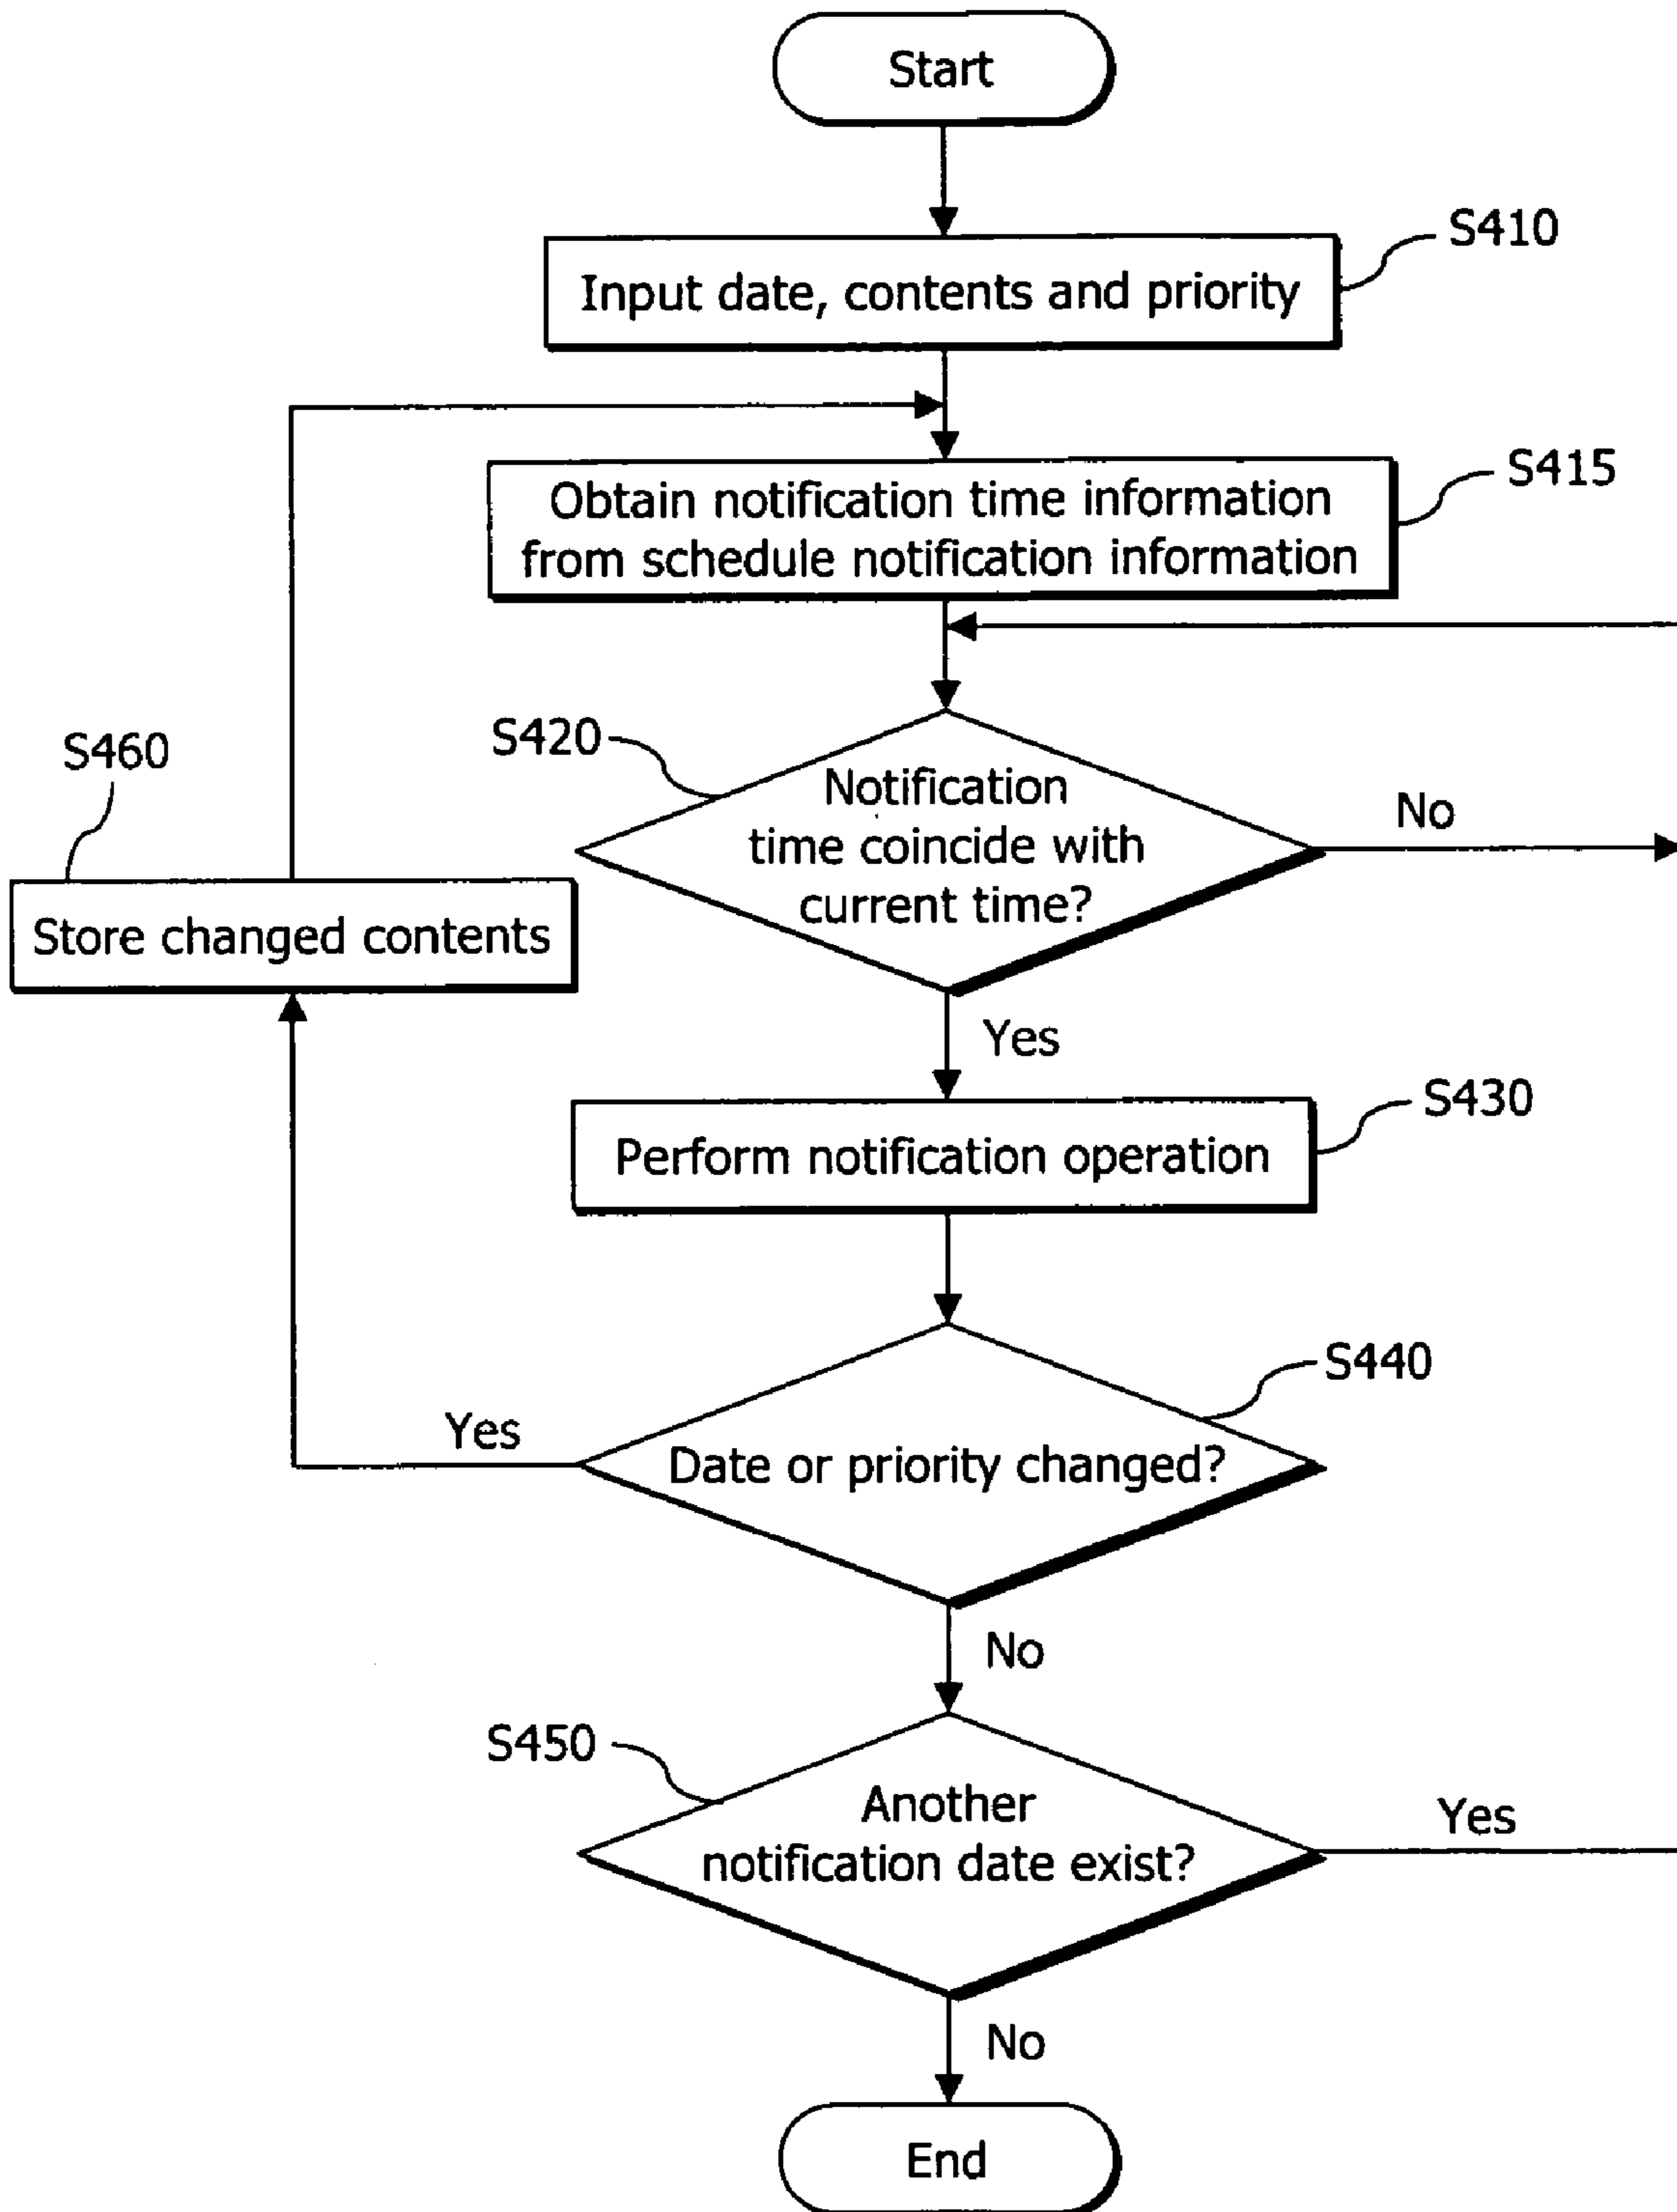 Start
S410
Input date, contents and priority
S415
Obtain notification time information
from schedule notification information
S460
S420
Notification
time coincide with
current time?
No
Store changed contents
Yes
S430
Perform notification operation
S440
Yes
Date or priority changed?
No
S450
Another
notification date exist?
Yes
No
End